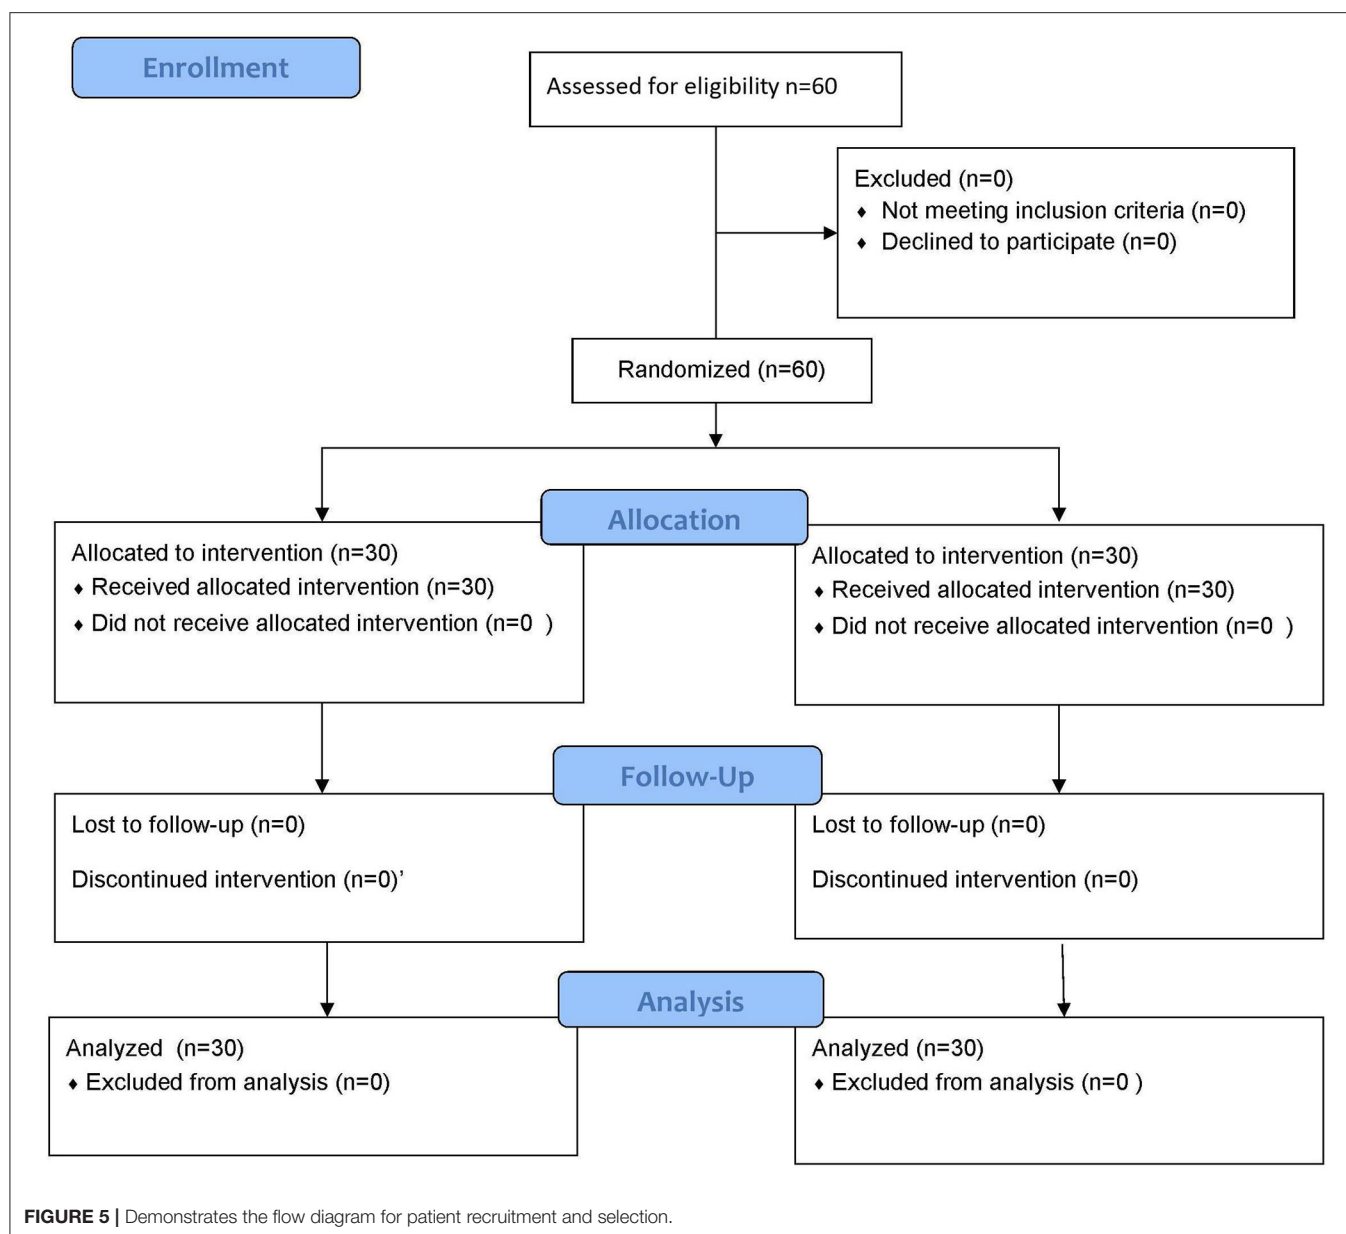 Enrollment
Assessed for eligibility n=60
Excluded (n=0)
♦ Not meeting inclusion criteria (n=0)
♦ Declined to participate (n=0)
Randomized (n=60)
Allocation
Allocated to intervention (n=30)
♦ Received allocated intervention (n=30)
♦ Did not receive allocated intervention (n=0 )
Allocated to intervention (n=30)
♦ Received allocated intervention (n=30)
♦ Did not receive allocated intervention (n=0 )
Follow-Up
Lost to follow-up (n=0)
Discontinued intervention (n=0)’
Lost to follow-up (n=0)
Discontinued intervention (n=0)
Analysis
Analyzed (n=30)
♦ Excluded from analysis (n=0)
Analyzed (n=30)
♦ Excluded from analysis (n=0 )
FIGURE 5 | Demonstrates the flow diagram for patient recruitment and selection.